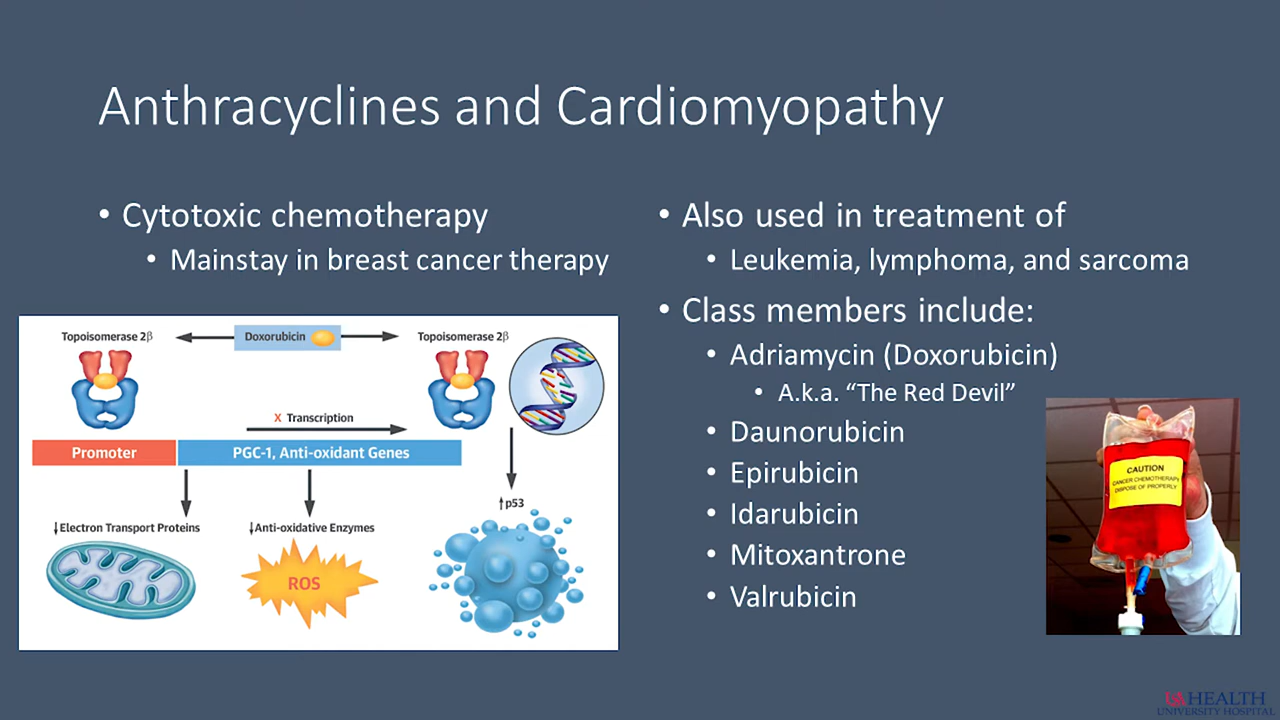 Anthracyclines and Cardiomyopathy
• Cytotoxic chemotherapy
• Mainstay in breast cancer therapy
Topoisomerase 2β
Doxorubicin
Topoisomerase 2β
X Transcription
Promoter
PGC-1, Anti-oxidant Genes
↑p53
↓Electron Transport Proteins
↓Anti-oxidative Enzymes
ROS
• Also used in treatment of
• Leukemia, lymphoma, and sarcoma
• Class members include:
• Adriamycin (Doxorubicin)
• A.k.a. “The Red Devil”
• Daunorubicin
• Epirubicin
• Idarubicin
• Mitoxantrone
• Valrubicin
CAUTION
CANCER CHEMOTHERAPY
DISPOSE OF PROPERLY
USA HEALTH
UNIVERSITY HOSPITAL